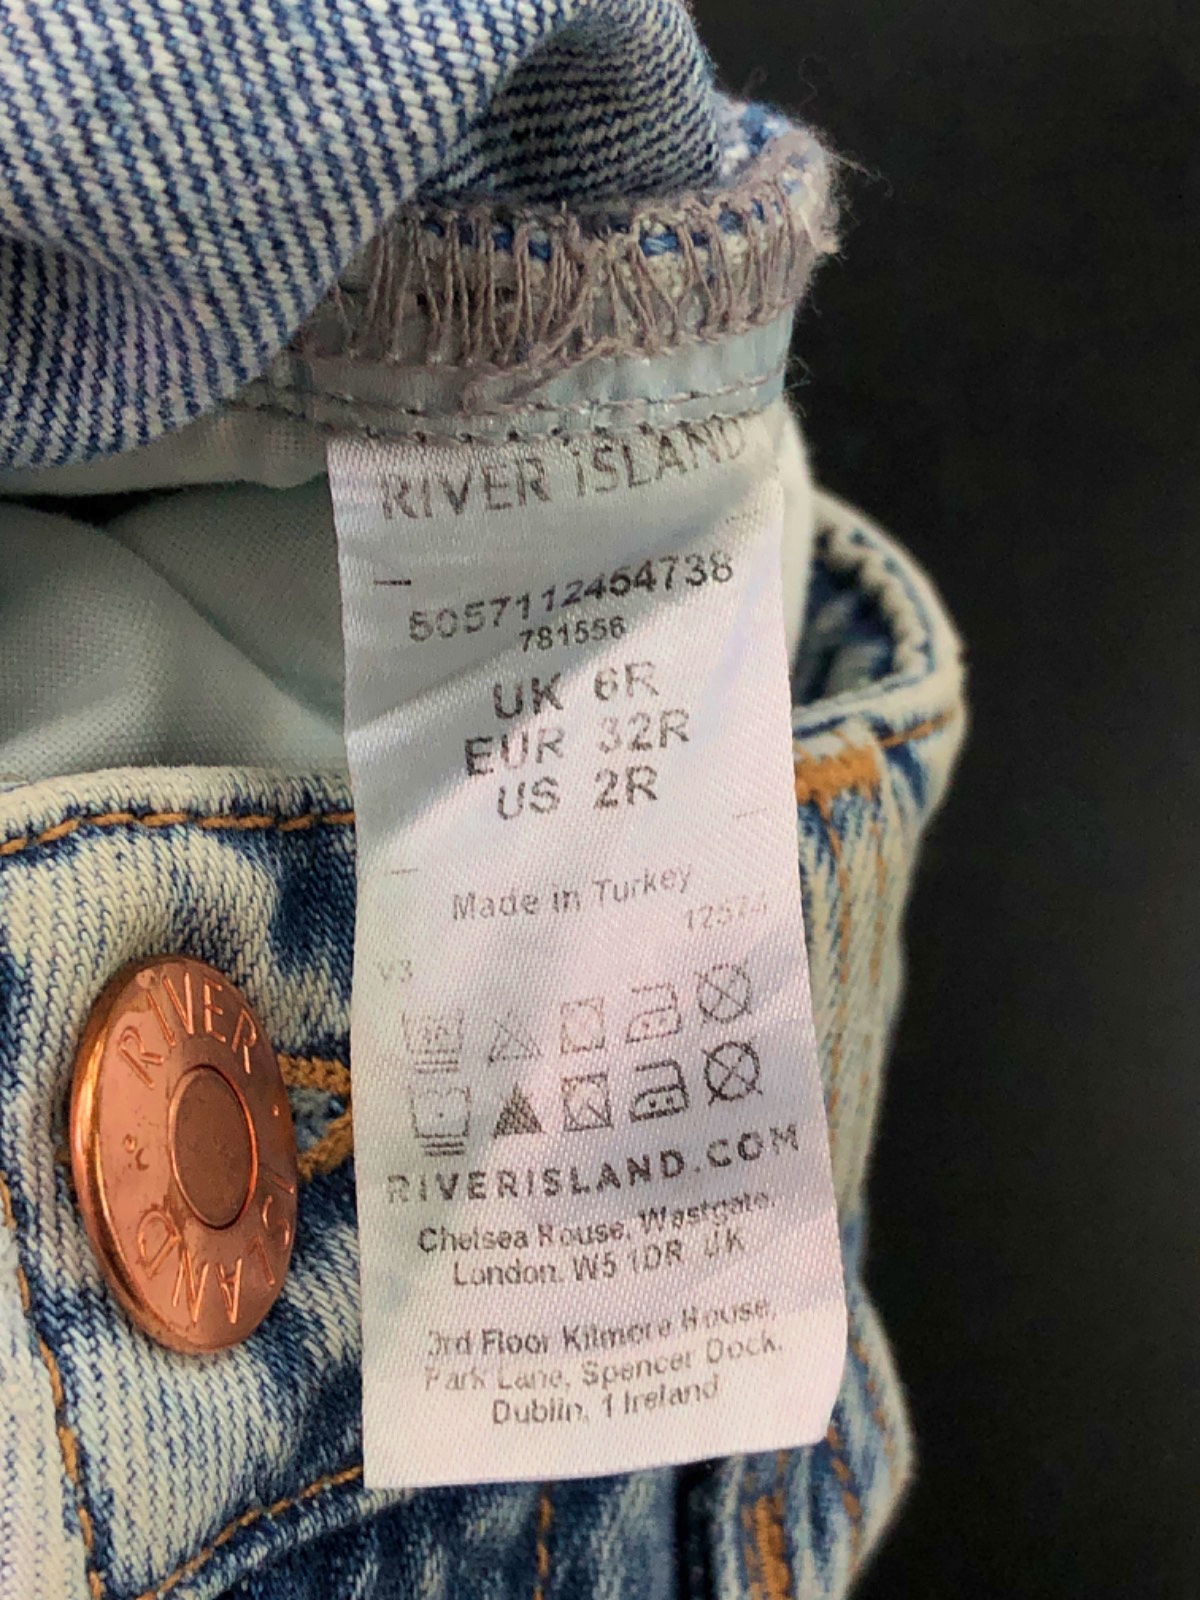 RIVER iSLAND
5057112454738
781556
UK 6R
EUR 32R
US 2R
Made in Turkey
12574
V3
RIVERISLAND.COM
Chelsea House, Westgate,
London, W5 1DR UK
3rd Floor Kilmore House,
Park Lane, Spencer Dock,
Dublin, 1 Ireland
RIVER · ISLAND